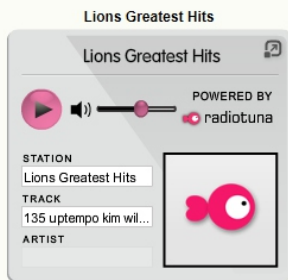 Lions Greatest Hits
Lions Greatest Hits
POWERED BY
radiotuna
STATION
Lions Greatest Hits
TRACK
135 uptempo kim wil...
ARTIST